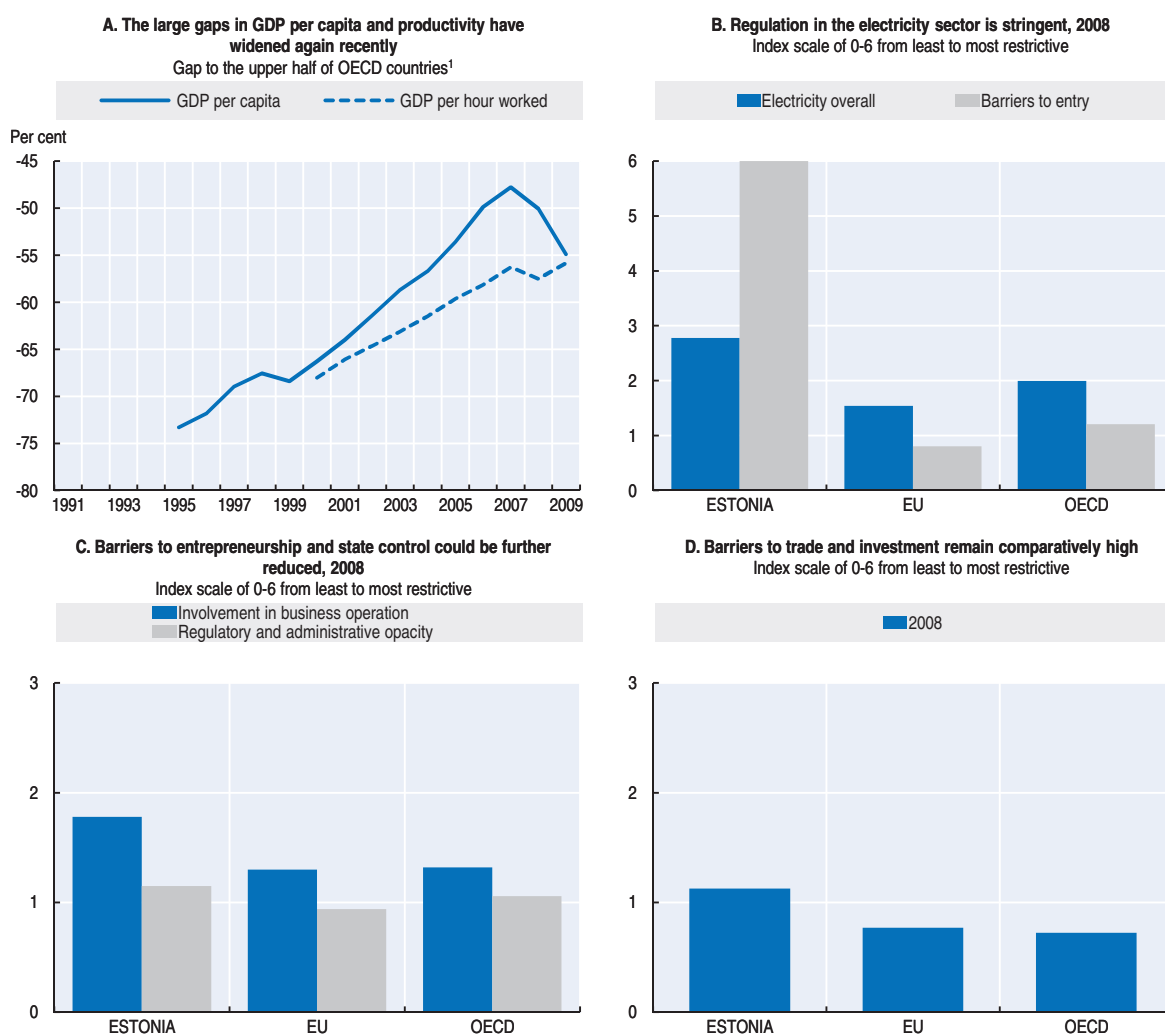 A. The large gaps in GDP per capita and productivity have
widened again recently
Gap to the upper half of OECD countries¹
GDP per capita
GDP per hour worked
Per cent
-45
-50
-55
-60
-65
-70
-75
-80
1991 1993 1995 1997 1999 2001 2003 2005 2007 2009
B. Regulation in the electricity sector is stringent, 2008
Index scale of 0-6 from least to most restrictive
Electricity overall
Barriers to entry
6
5
4
3
2
1
0
ESTONIA EU OECD
C. Barriers to entrepreneurship and state control could be further
reduced, 2008
Index scale of 0-6 from least to most restrictive
Involvement in business operation
Regulatory and administrative opacity
3
2
1
0
ESTONIA EU OECD
D. Barriers to trade and investment remain comparatively high
Index scale of 0-6 from least to most restrictive
2008
3
2
1
0
ESTONIA EU OECD